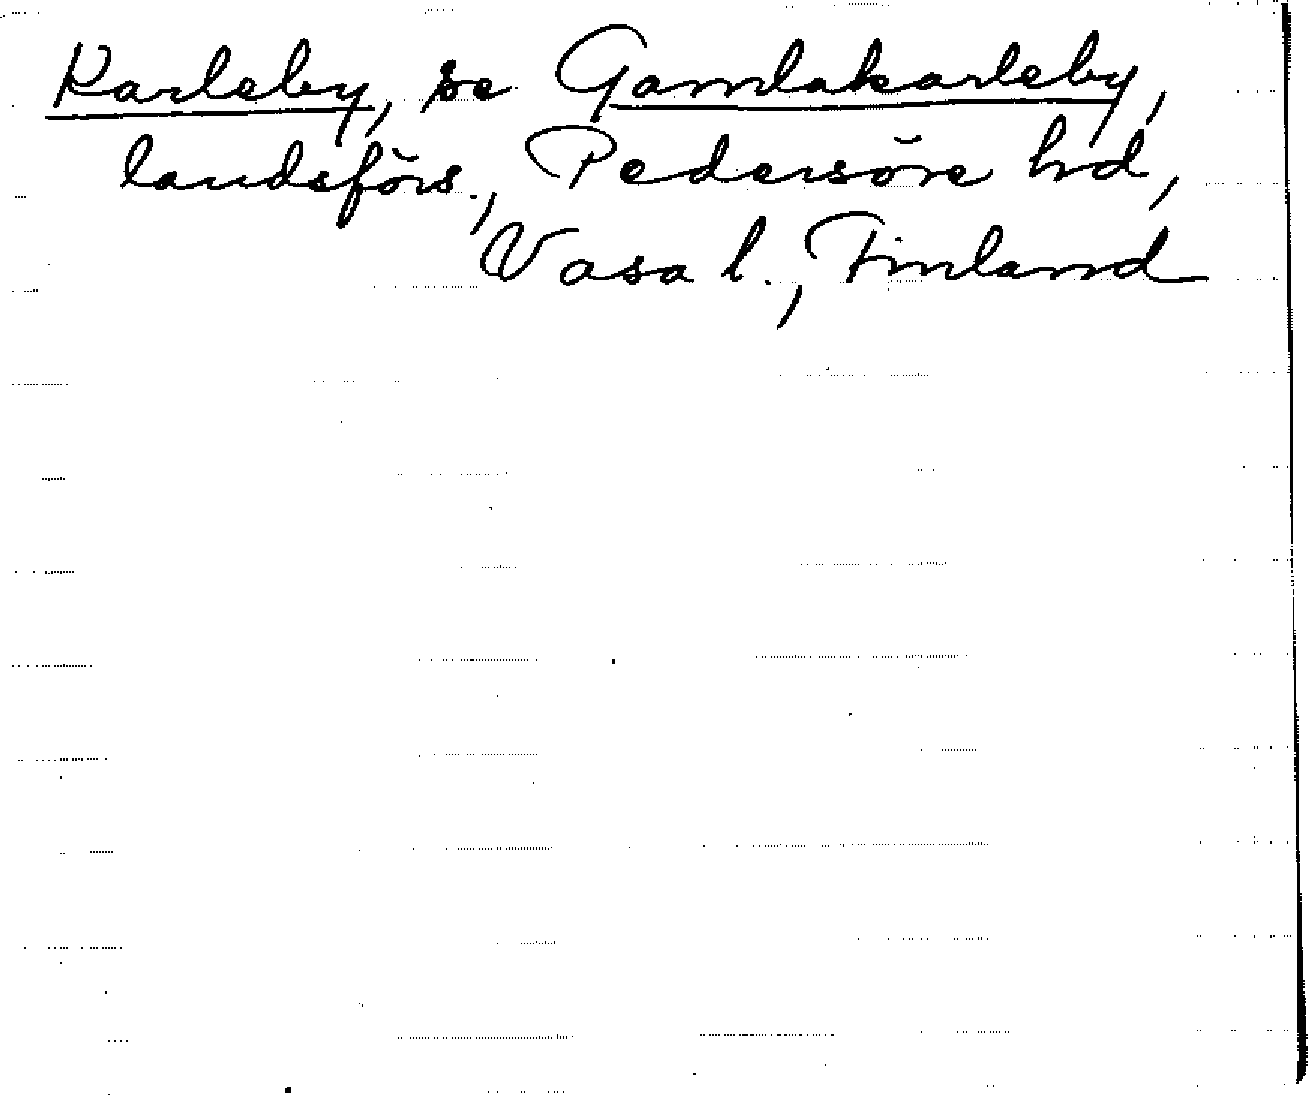 Karleby, se Gamlakarleby,
landsförs., Pedersöre hd,
Vasa l., Finland